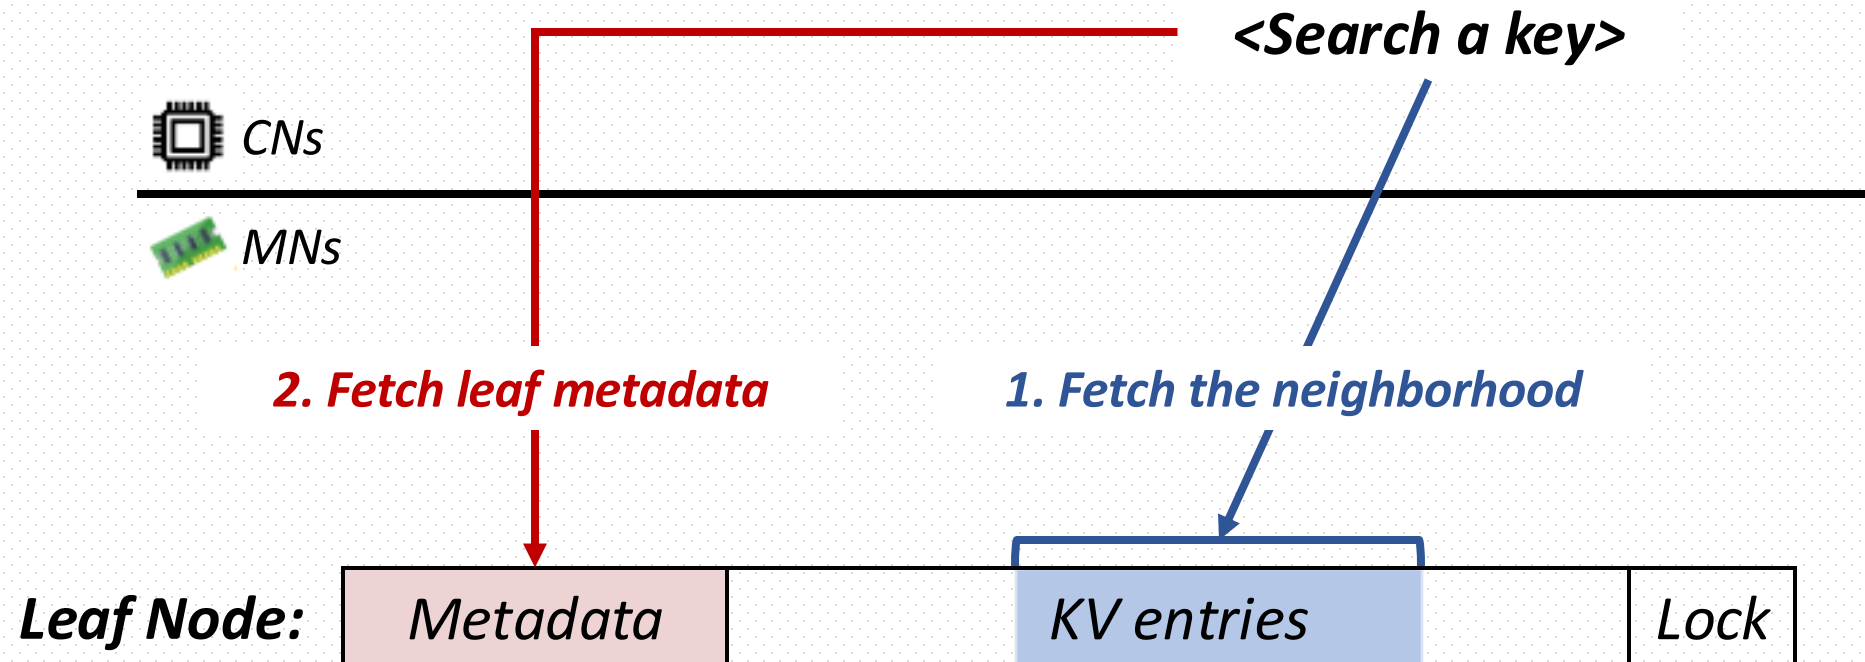 <Search a key>
CNs
MNs
2. Fetch leaf metadata
1. Fetch the neighborhood
Leaf Node:
Metadata
KV entries
Lock